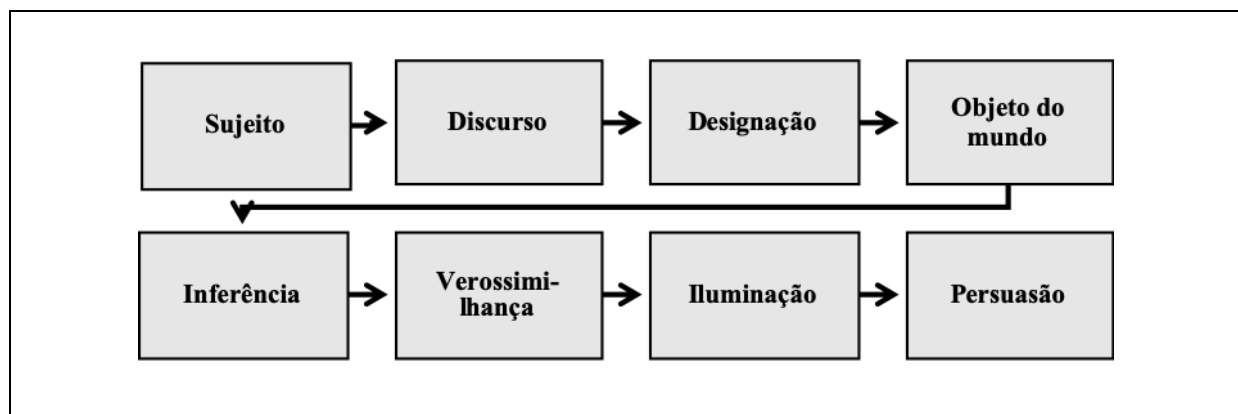 Sujeito
Discurso
Designação
Objeto do
mundo
Inferência
Verossimi-
lhança
Iluminação
Persuasão